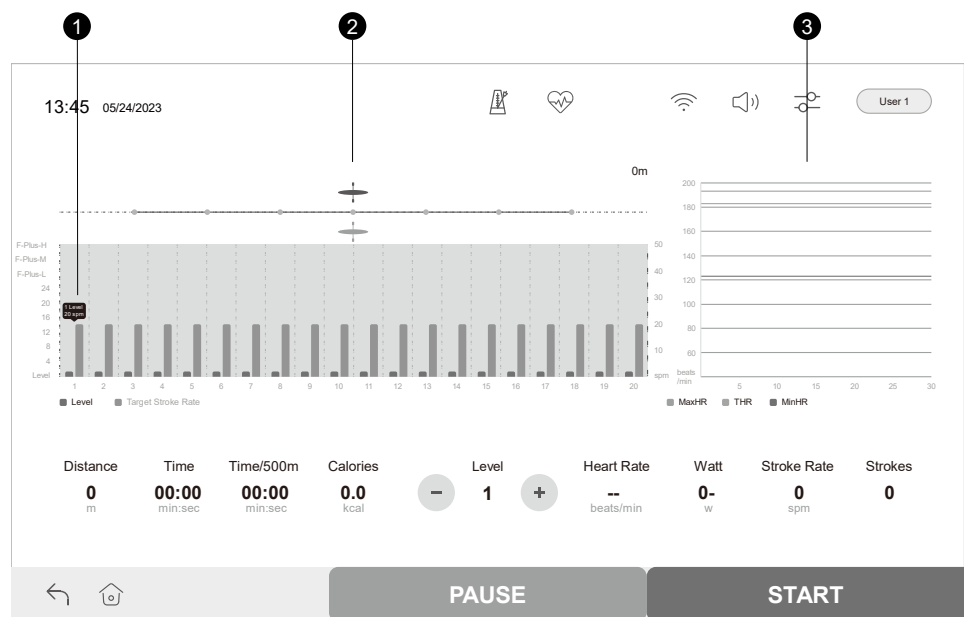 1 2 3
13:45 05/24/2023 User 1
0m
F-Plus-H
F-Plus-M
F-Plus-L
24
20
16
12
8
4
Level
1 Level
20 spm
50
40
30
20
10
spm
1 2 3 4 5 6 7 8 9 10 11 12 13 14 15 16 17 18 19 20
Level Target Stroke Rate
200
180
160
140
120
100
80
60
beats
/min
5 10 15 20 25 30
MaxHR THR MinHR
Distance Time Time/500m Calories Level Heart Rate Watt Stroke Rate Strokes
0 00:00 00:00 0.0 − 1 + -- 0- 0 0
m min:sec min:sec kcal beats/min w spm
PAUSE START